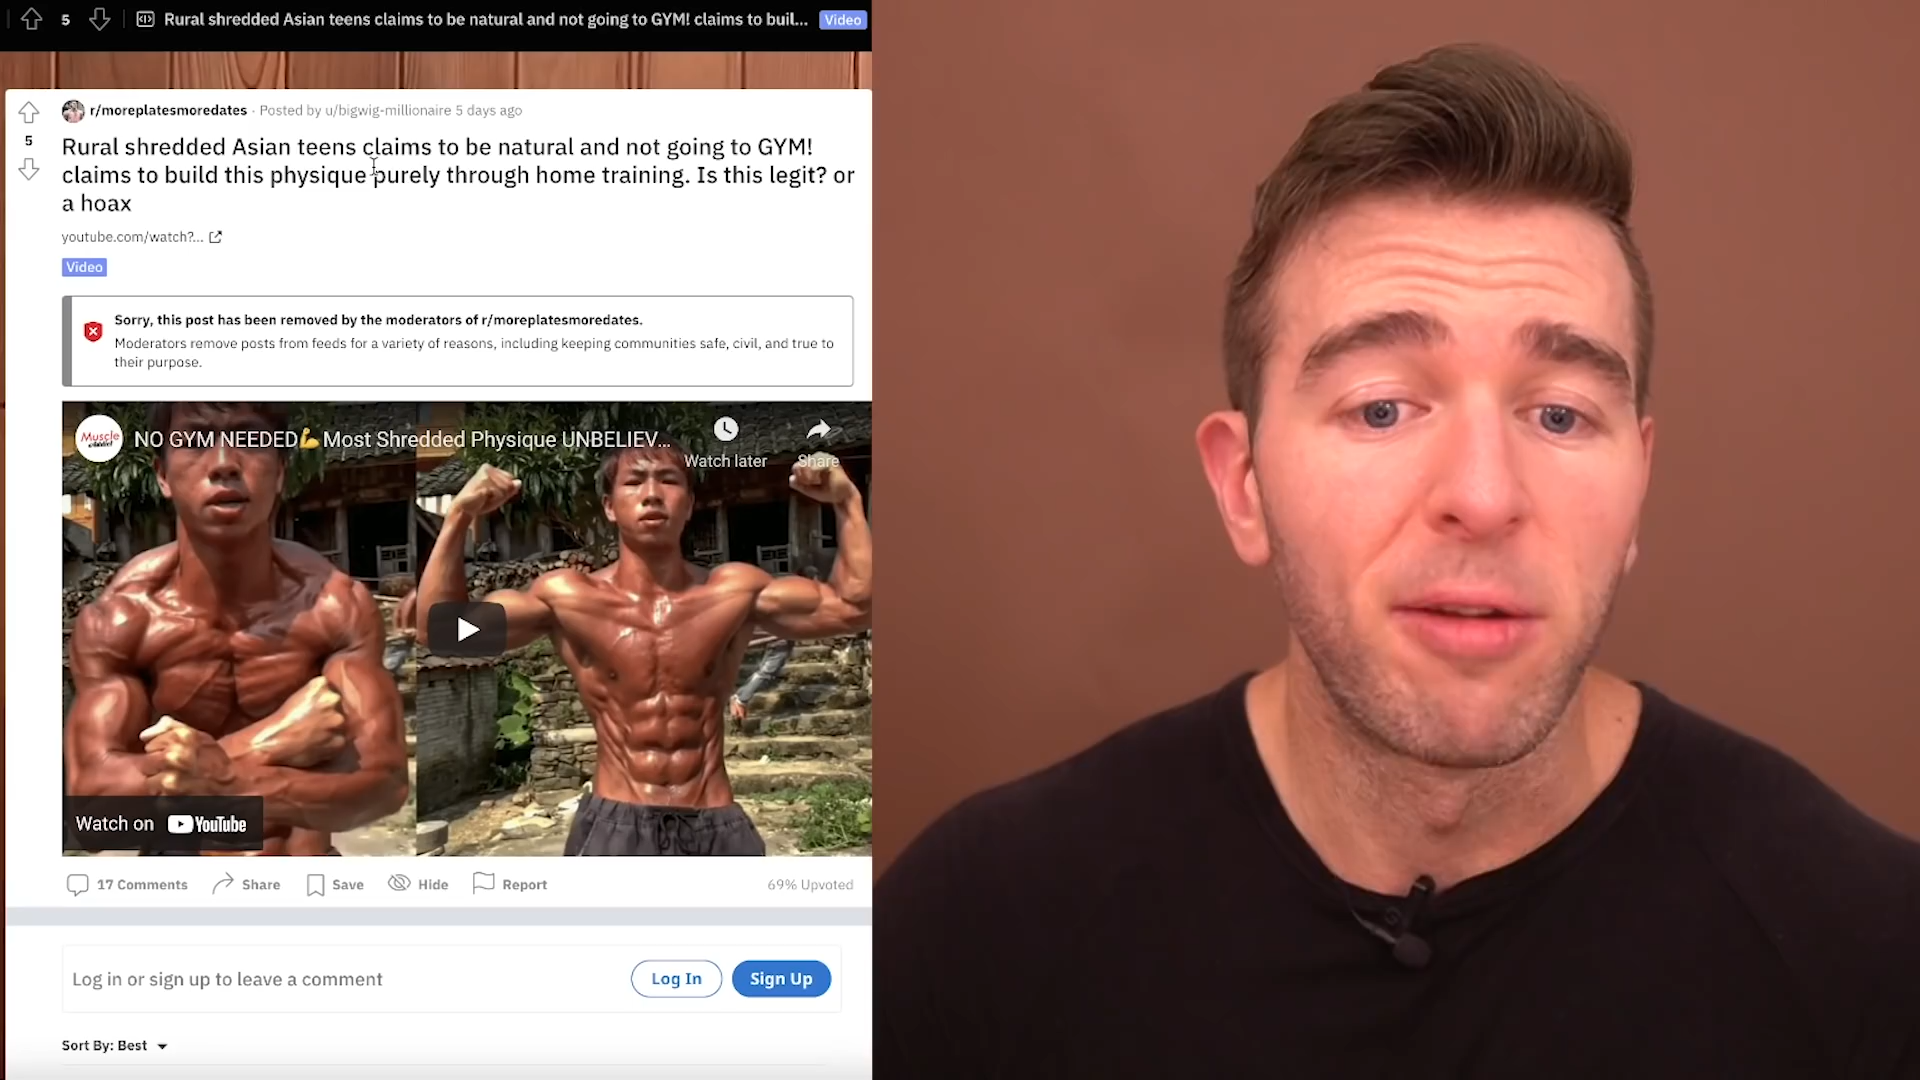 5 Rural shredded Asian teens claims to be natural and not going to GYM! claims to buil... Video
r/moreplatesmoredates · Posted by u/bigwig-millionaire 5 days ago
5
Rural shredded Asian teens claims to be natural and not going to GYM!
claims to build this physique purely through home training. Is this legit? or
a hoax
youtube.com/watch?...
Video
Sorry, this post has been removed by the moderators of r/moreplatesmoredates.
Moderators remove posts from feeds for a variety of reasons, including keeping communities safe, civil, and true to
their purpose.
Muscle
NO GYM NEEDED💪Most Shredded Physique UNBELIEV...
Watch later
Share
Watch on YouTube
17 Comments Share Save Hide Report 69% Upvoted
Log in or sign up to leave a comment Log In Sign Up
Sort By: Best